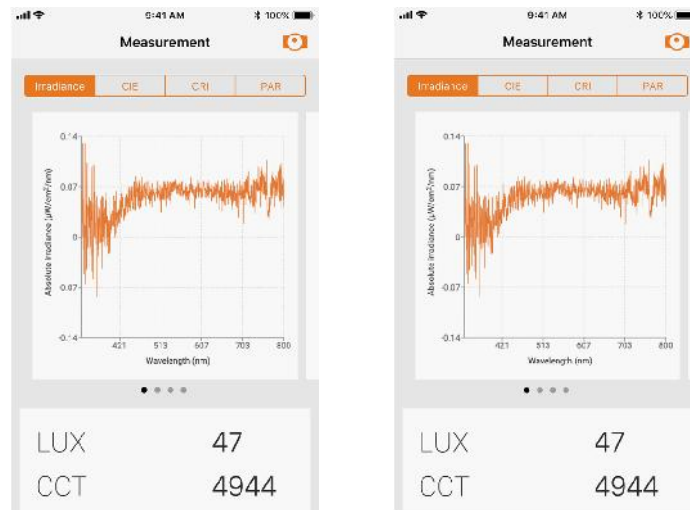 9:41 AM 100%
Measurement
Irradiance CIE CRI PAR
0.14
0.07
0
-0.07
-0.14
Absolute Irradiance (μW/cm²/nm)
421 513 607 703 800
Wavelength (nm)
LUX 47
CCT 4944
9:41 AM 100%
Measurement
Irradiance CIE CRI PAR
0.14
0.07
0
-0.07
-0.14
Absolute Irradiance (μW/cm²/nm)
421 513 607 703 800
Wavelength (nm)
LUX 47
CCT 4944